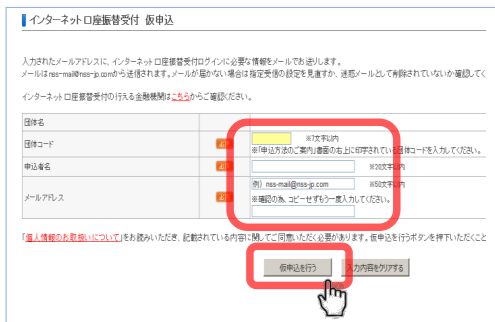 インターネット口座振替受付 仮申込
入力されたメールアドレスに、インターネット口座振替受付ログインに必要な情報をメールでお送りします。
メールはnss-mail@nss-jp.comから送信されます。メールが届かない場合は指定受信の設定を見直すか、迷惑メールとして削除されていないか確認してく
インターネット口座振替受付の行える金融機関はこちらからご確認ください。
団体名
団体コード 必須 ※7文字以内
※「申込方法のご案内」書面の右上に印字されている団体コードを入力してください。
申込者名 必須 ※20文字以内
メールアドレス 必須 例）nss-mail@nss-jp.com ※50文字以内
※確認の為、コピーせずもう一度入力してください。
「個人情報のお取扱いについて」をお読みいただき、記載されている内容に関してご同意いただく必要があります。仮申込を行うボタンを押下いただくこと
仮申込を行う 入力内容をクリアする